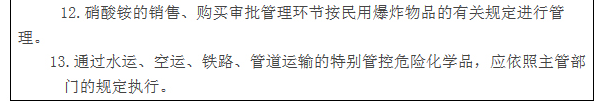 12.硝酸铵的销售、购买审批管理环节按民用爆炸物品的有关规定进行管
理。
13.通过水运、空运、铁路、管道运输的特别管控危险化学品，应依照主管部
门的规定执行。